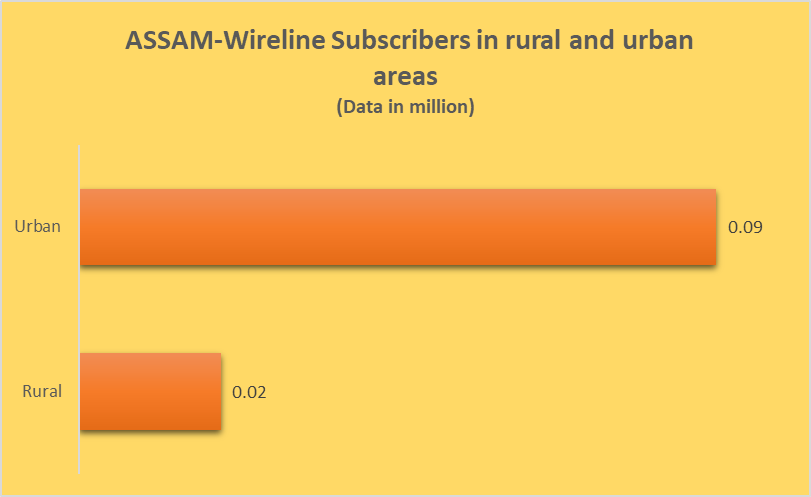 ASSAM-Wireline Subscribers in rural and urban
areas
(Data in million)
Urban
0.09
Rural
0.02